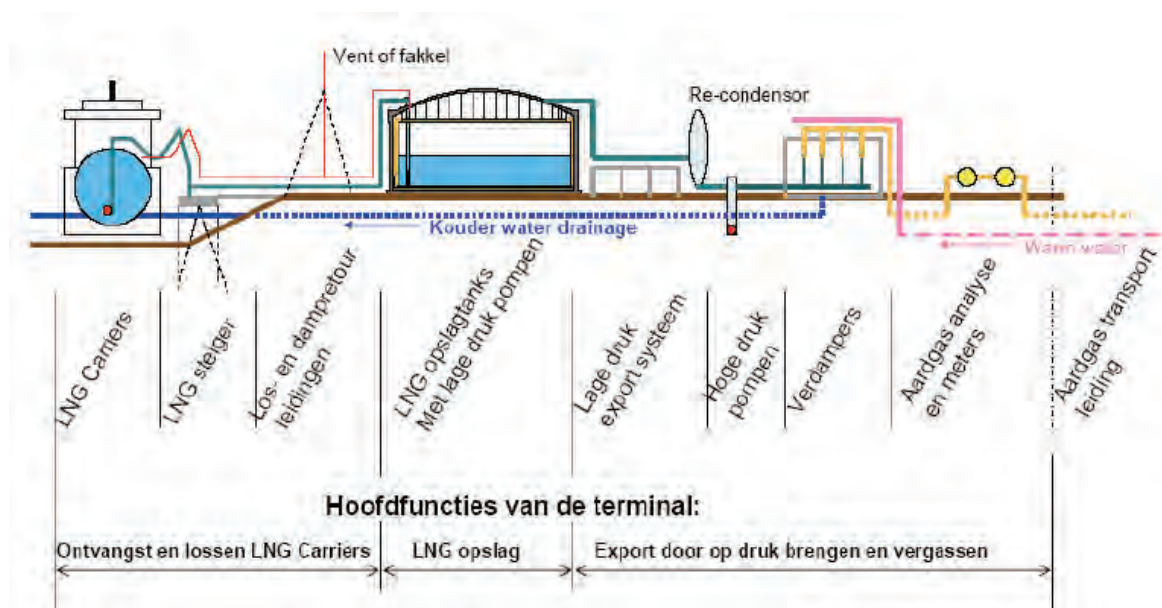 Vent of fakkel
Re-condensor
Kouder water drainage
Warm water
LNG Carriers
LNG steiger
Los- en dampretour
leidingen
LNG opslagtanks
Met lage druk pompen
Lage druk
export systeem
Hoge druk
pompen
Verdampers
Aardgas analyse
en meters
Aardgas transport
leiding
Hoofdfuncties van de terminal:
Ontvangst en lossen LNG Carriers
LNG opslag
Export door op druk brengen en vergassen